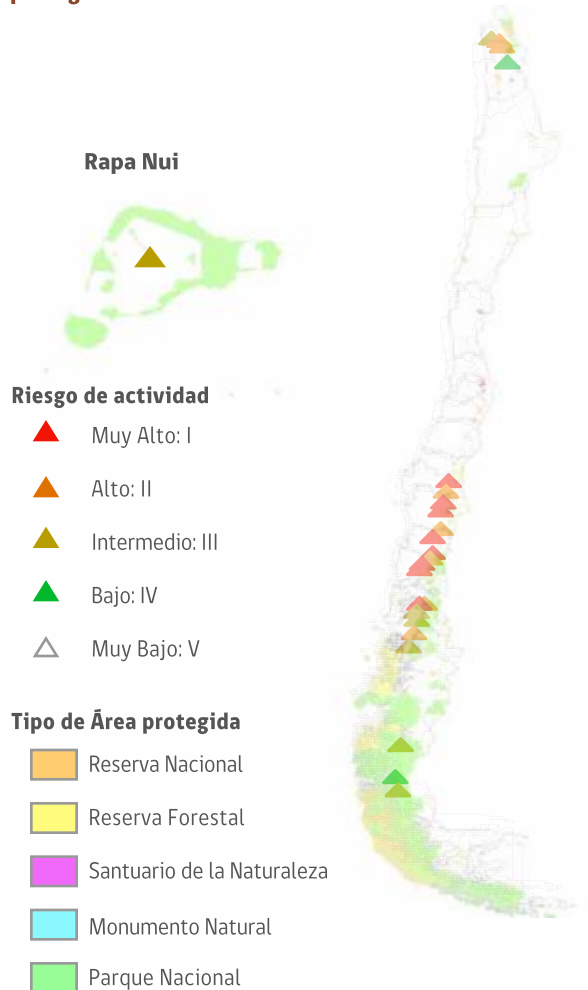 Rapa Nui
Riesgo de actividad
Muy Alto: I
Alto: II
Intermedio: III
Bajo: IV
Muy Bajo: V
Tipo de Área protegida
Reserva Nacional
Reserva Forestal
Santuario de la Naturaleza
Monumento Natural
Parque Nacional